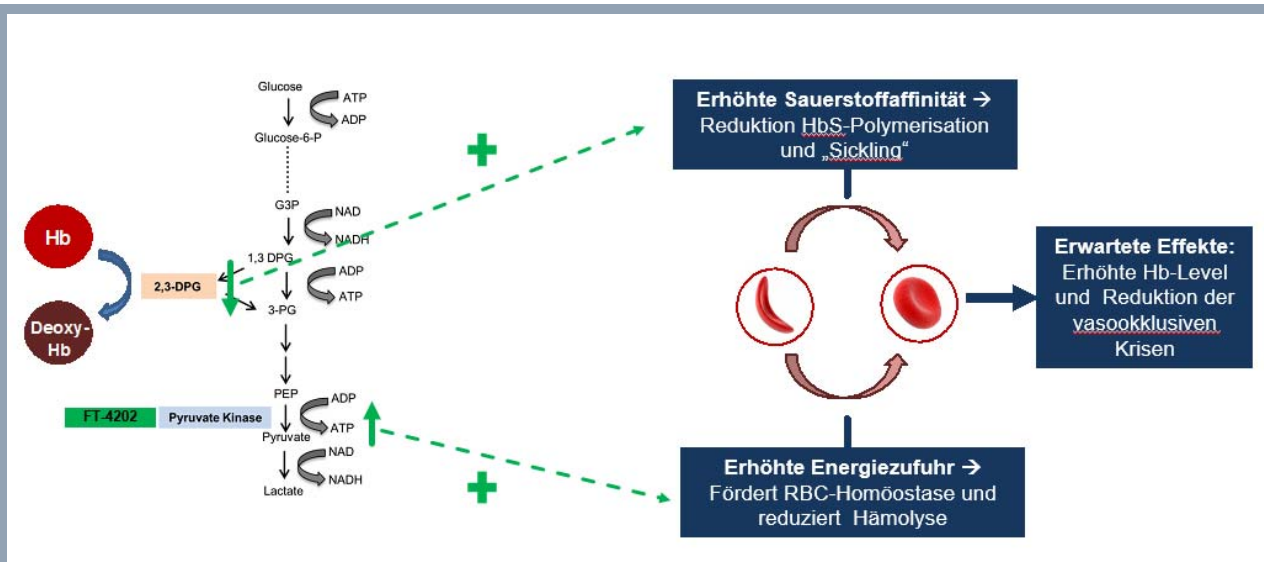 Glucose
ATP
ADP
Glucose-6-P
G3P
NAD
NADH
1,3 DPG
2,3-DPG
ADP
ATP
3-PG
Hb
Deoxy-
Hb
PEP
ADP
FT-4202
Pyruvate Kinase
ATP
Pyruvate
NAD
NADH
Lactate
Erhöhte Sauerstoffaffinität →
Reduktion HbS-Polymerisation
und „Sickling“
Erwartete Effekte:
Erhöhte Hb-Level
und Reduktion der
vasookklusiven
Krisen
Erhöhte Energiezufuhr →
Fördert RBC-Homöostase und
reduziert Hämolyse